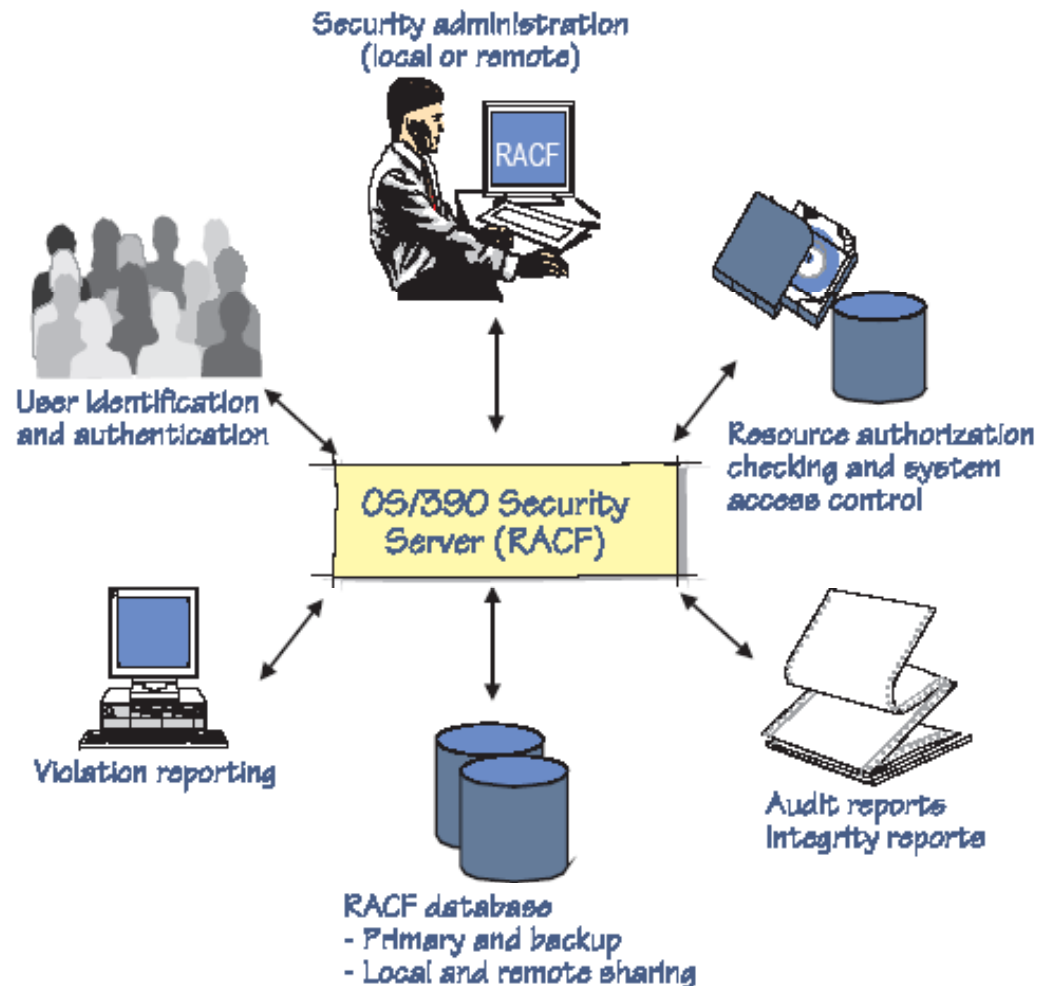 Security administration
(local or remote)
RACF
User identification
and authentication
Resource authorization
checking and system
access control
OS/390 Security
Server (RACF)
Violation reporting
Audit reports
Integrity reports
RACF database
- Primary and backup
- Local and remote sharing